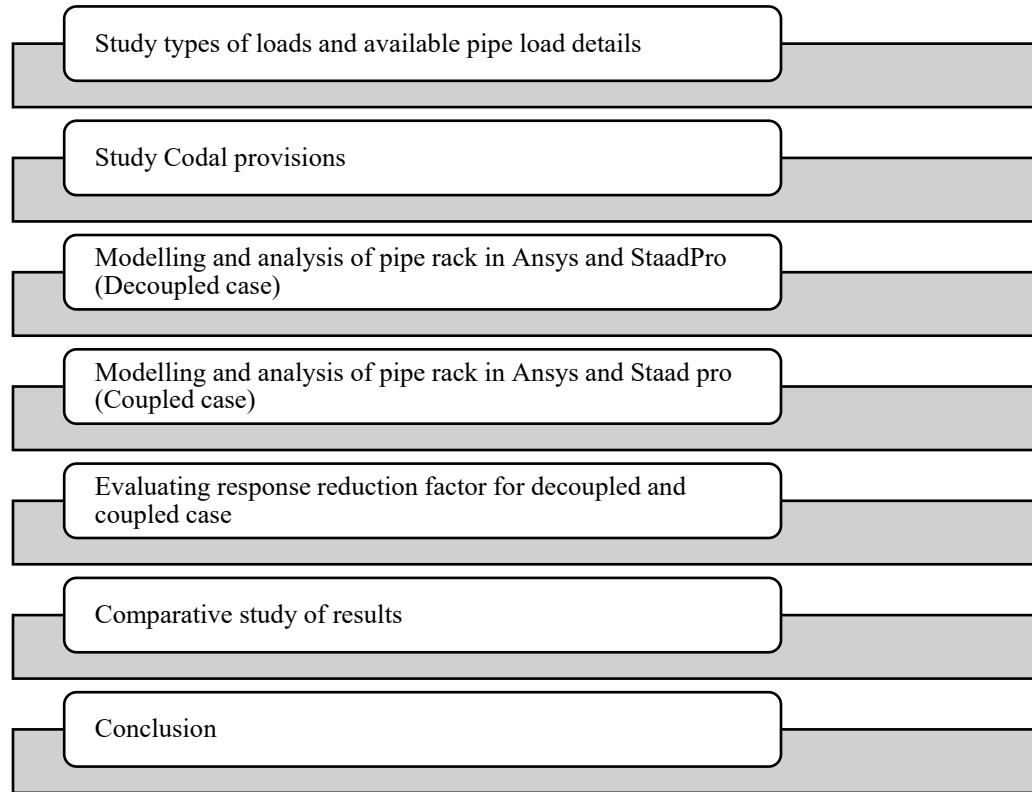 Study types of loads and available pipe load details
Study Codal provisions
Modelling and analysis of pipe rack in Ansys and StaadPro
(Decoupled case)
Modelling and analysis of pipe rack in Ansys and Staad pro
(Coupled case)
Evaluating response reduction factor for decoupled and
coupled case
Comparative study of results
Conclusion